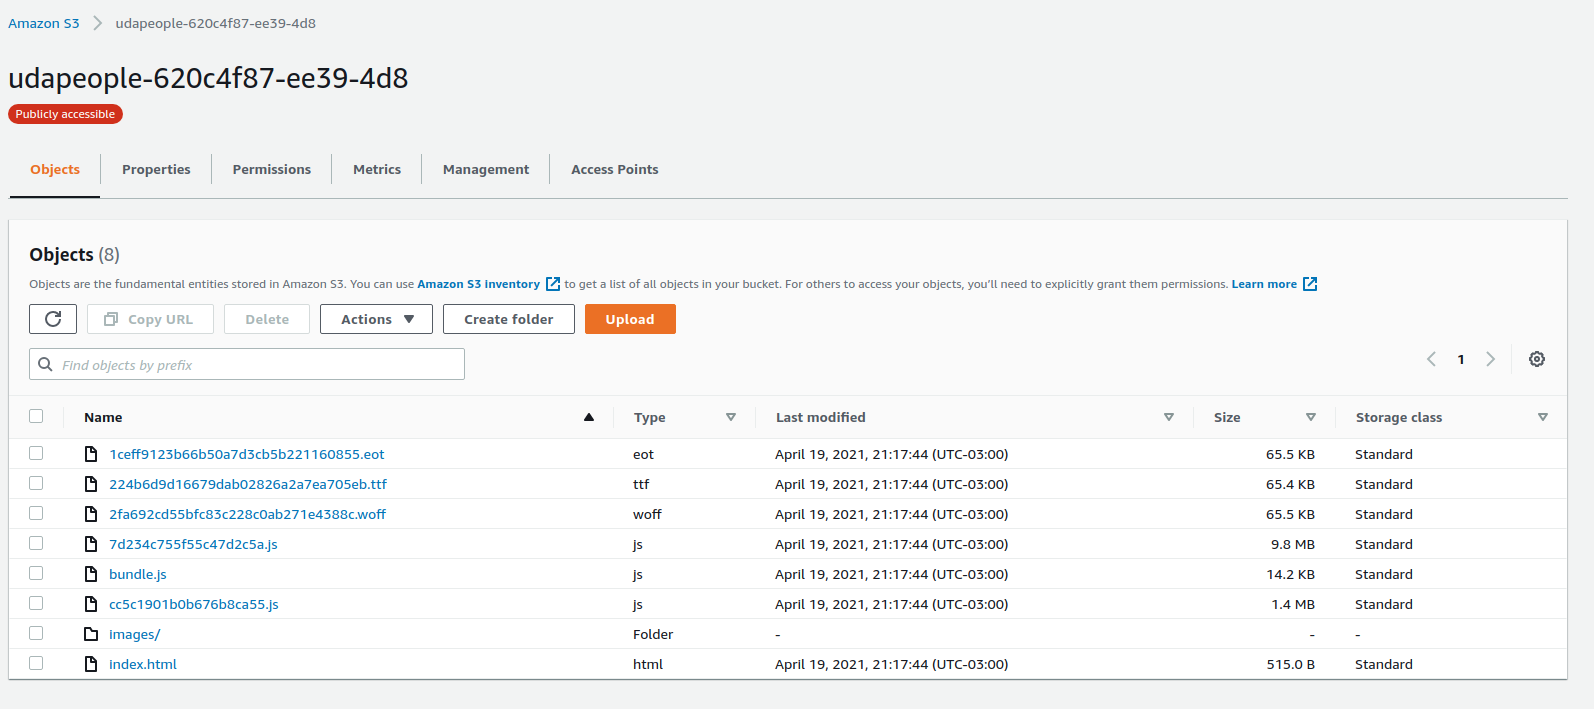 Amazon S3 udapeople-620c4f87-ee39-4d8
udapeople-620c4f87-ee39-4d8
Publicly accessible
Objects Properties Permissions Metrics Management Access Points
Objects (8)
Objects are the fundamental entities stored in Amazon S3. You can use Amazon S3 inventory to get a list of all objects in your bucket. For others to access your objects, you'll need to explicitly grant them permissions. Learn more
Copy URL Delete Actions Create folder Upload
Find objects by prefix 1
Name Type Last modified Size Storage class
1ceff9123b66b50a7d3cb5b221160855.eot eot April 19, 2021, 21:17:44 (UTC-03:00) 65.5 KB Standard
224b6d9d16679dab02826a2a7ea705eb.ttf ttf April 19, 2021, 21:17:44 (UTC-03:00) 65.4 KB Standard
2fa692cd55bfc83c228c0ab271e4388c.woff woff April 19, 2021, 21:17:44 (UTC-03:00) 65.5 KB Standard
7d234c755f55c47d2c5a.js js April 19, 2021, 21:17:44 (UTC-03:00) 9.8 MB Standard
bundle.js js April 19, 2021, 21:17:44 (UTC-03:00) 14.2 KB Standard
cc5c1901b0b676b8ca55.js js April 19, 2021, 21:17:44 (UTC-03:00) 1.4 MB Standard
images/ Folder - - -
index.html html April 19, 2021, 21:17:44 (UTC-03:00) 515.0 B Standard